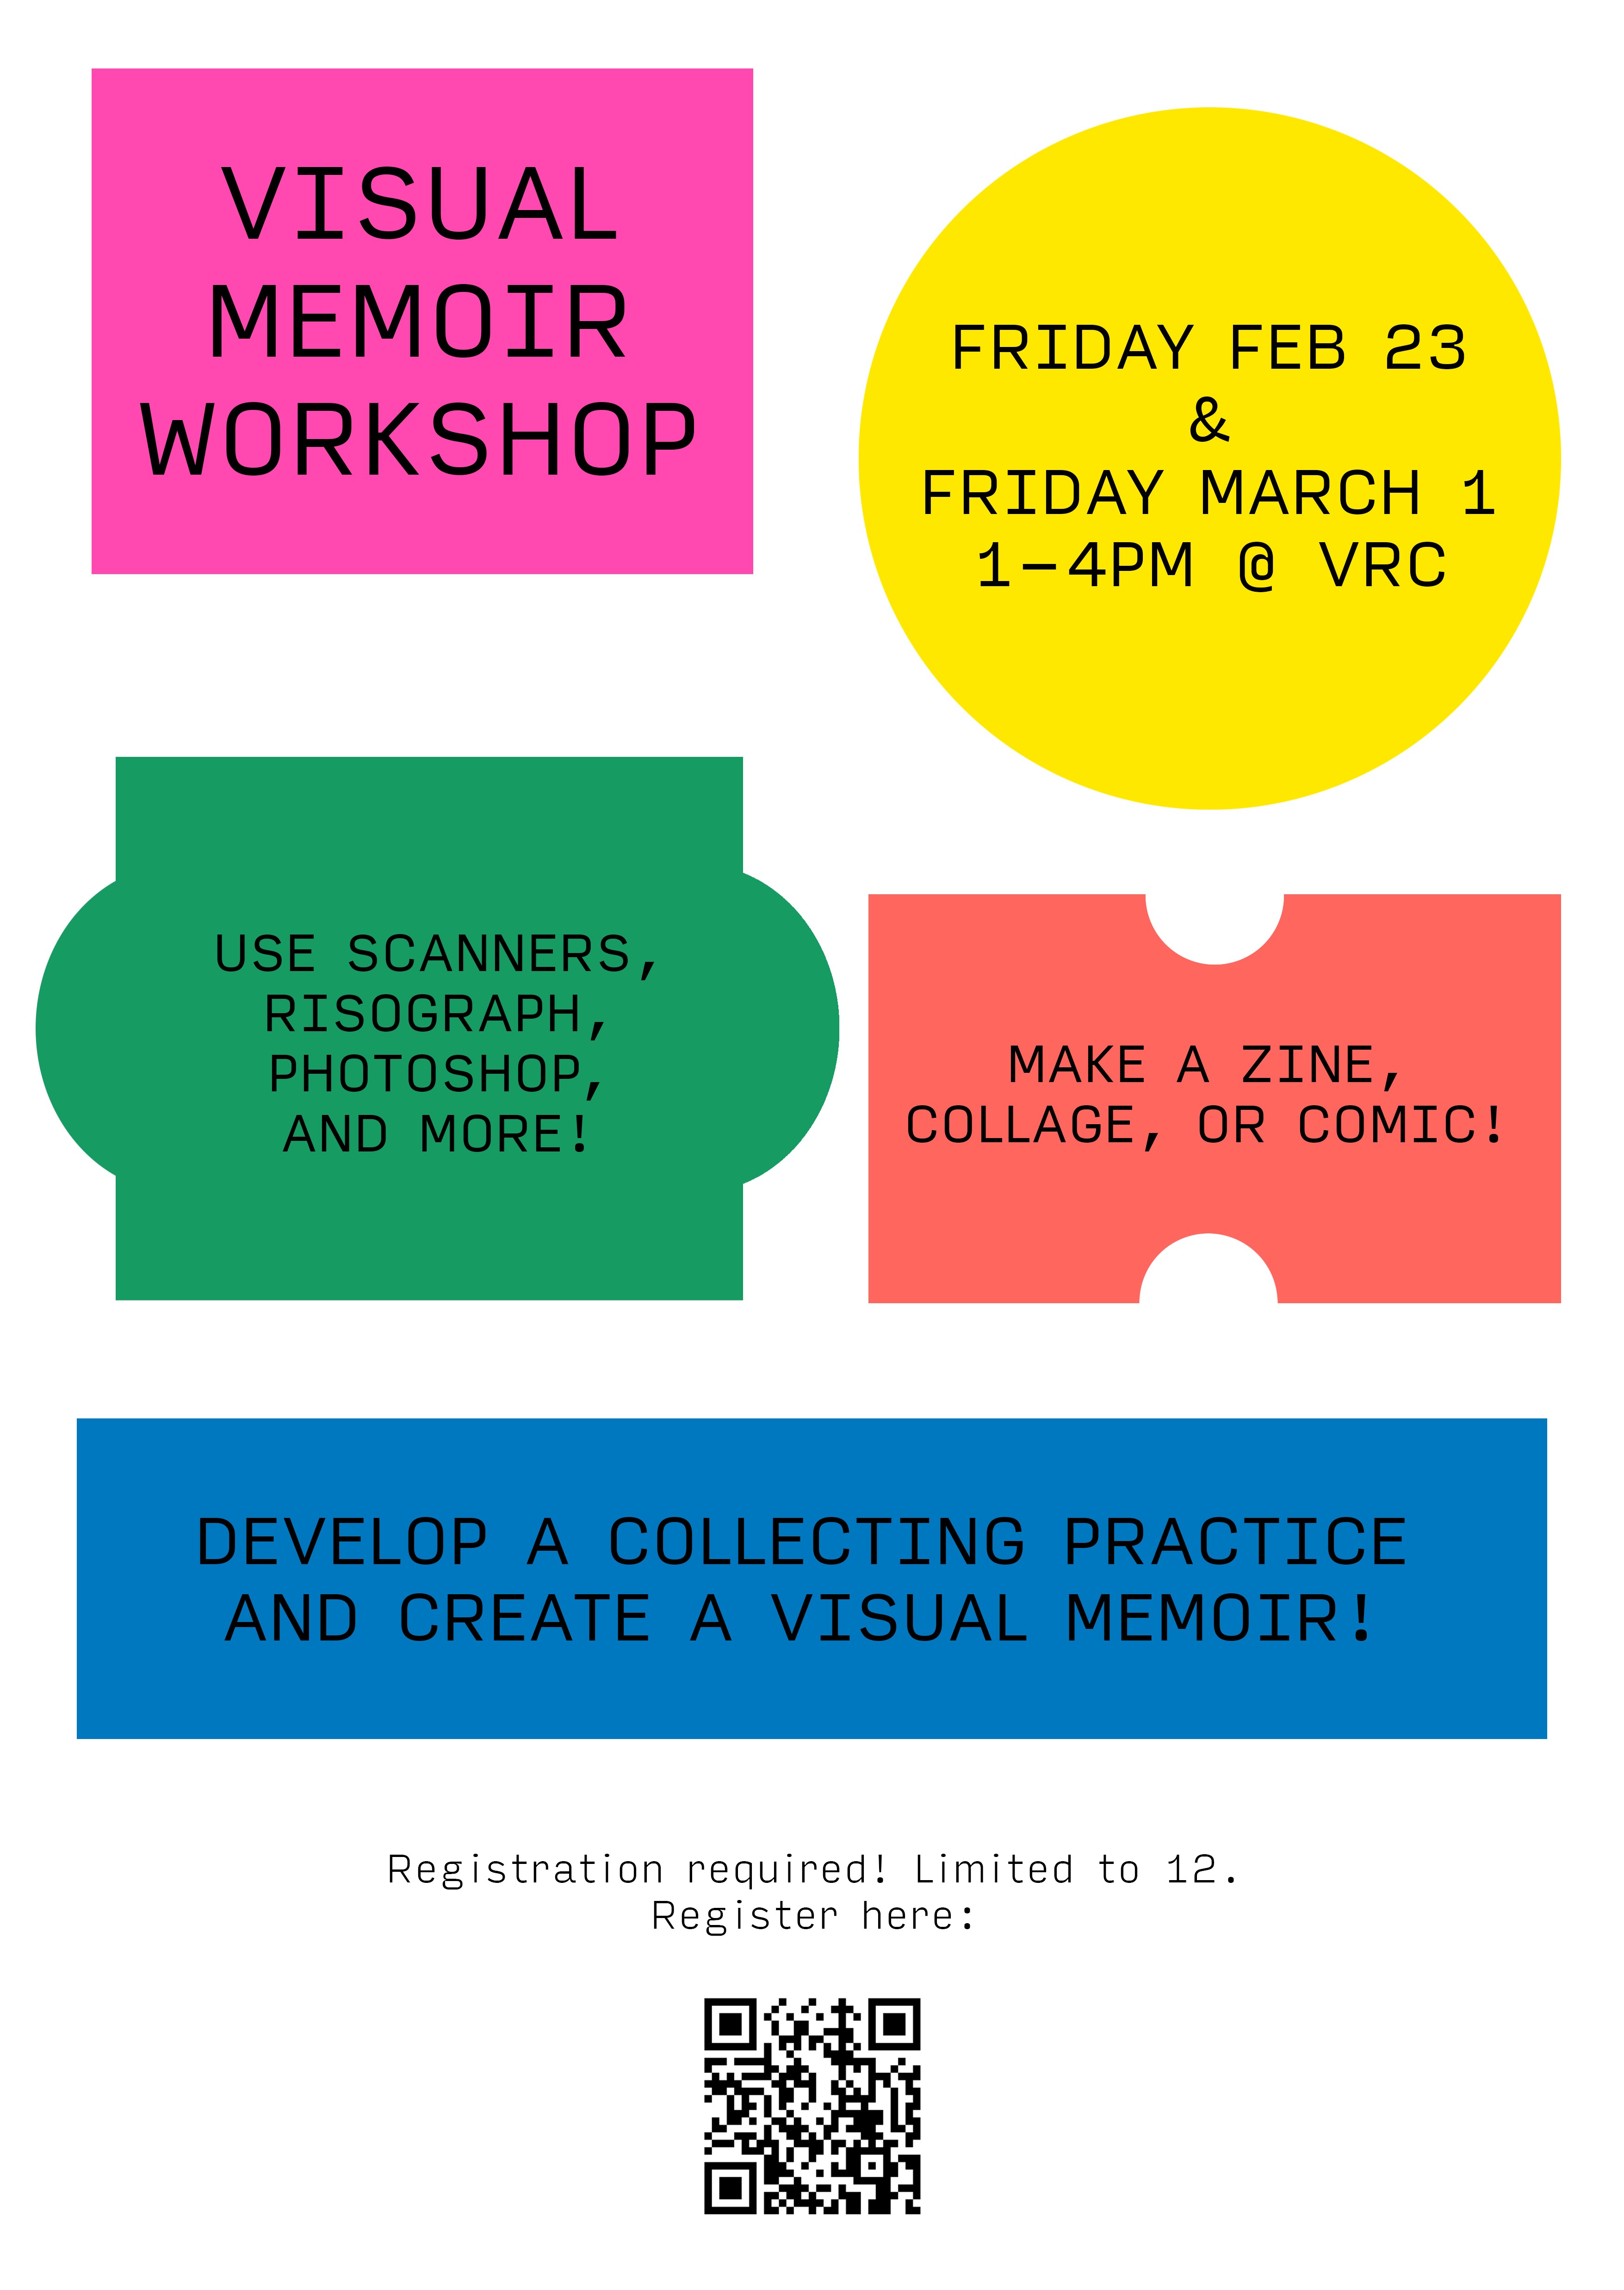 VISUAL
MEMOIR
WORKSHOP
FRIDAY FEB 23
&
FRIDAY MARCH 1
1-4PM @ VRC
USE SCANNERS,
RISOGRAPH,
PHOTOSHOP,
AND MORE!
MAKE A ZINE,
COLLAGE, OR COMIC!
DEVELOP A COLLECTING PRACTICE
AND CREATE A VISUAL MEMOIR!
Registration required! Limited to 12.
Register here: